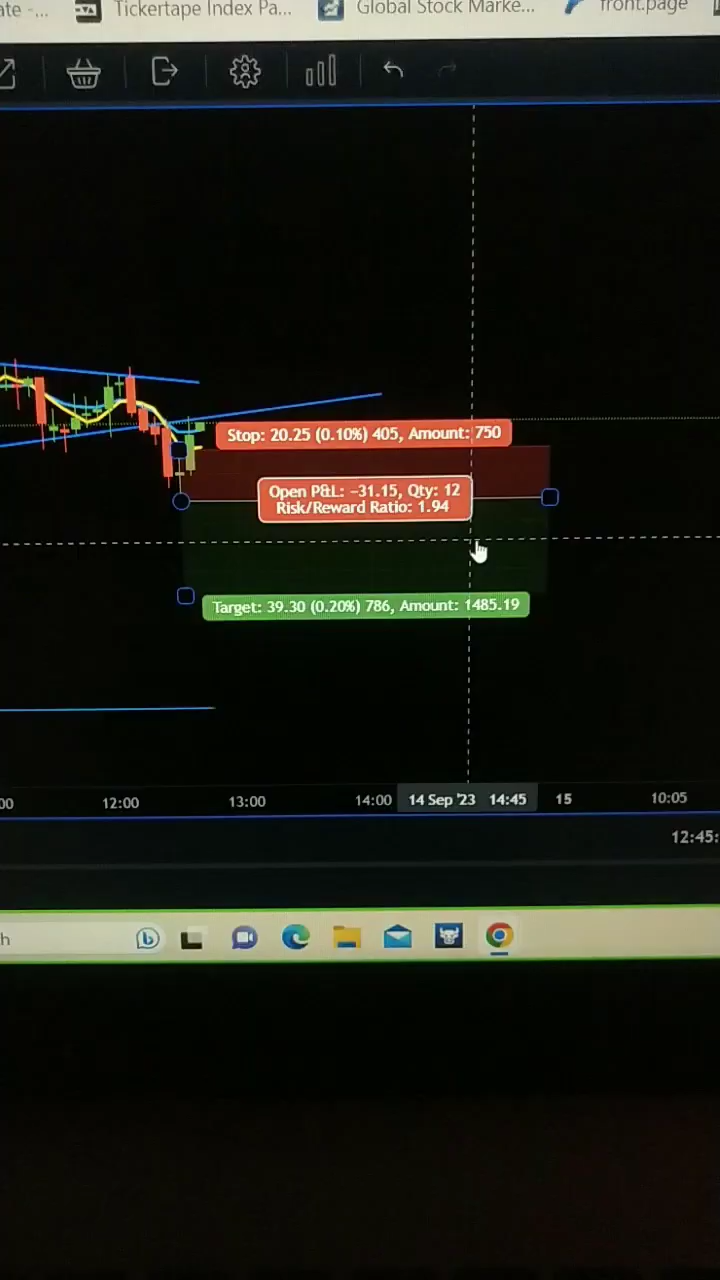 ate -...
Tickertape Index Pa...
Global Stock Marke...
front.page
Stop: 20.25 (0.10%) 405, Amount: 750
Open P&L: −31.15, Qty: 12
Risk/Reward Ratio: 1.94
Target: 39.30 (0.20%) 786, Amount: 1485.19
00
12:00
13:00
14:00
14 Sep '23 14:45
15
10:05
12:45:
h